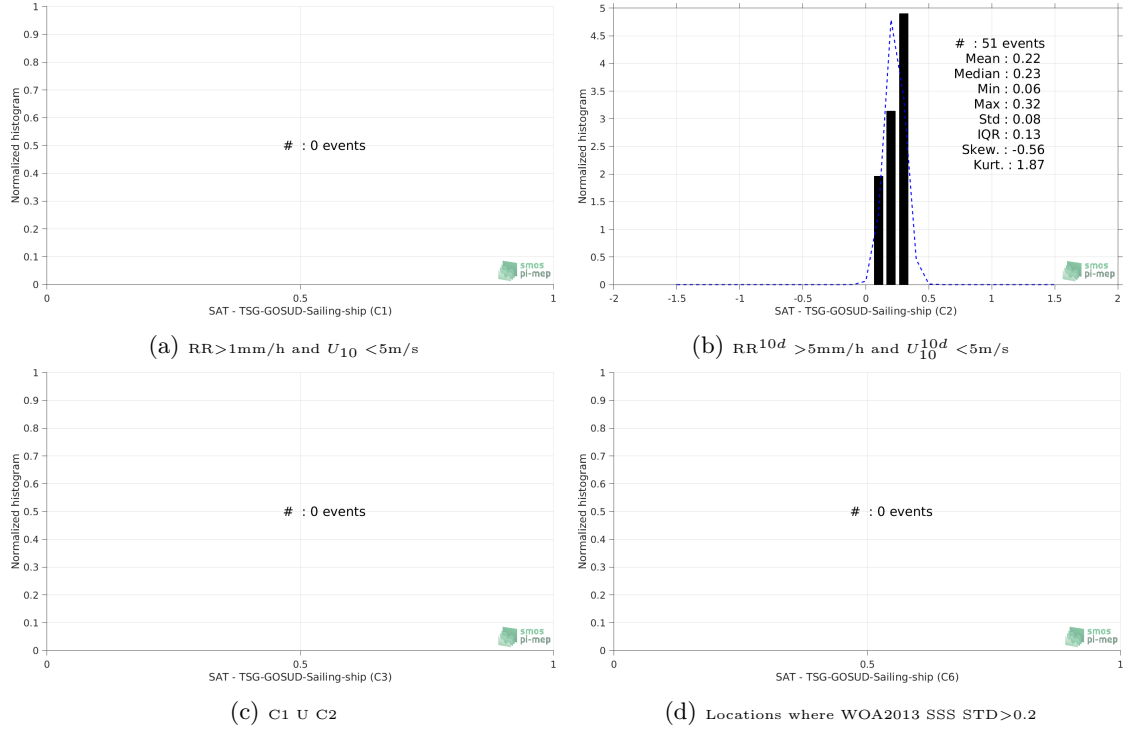 1
0.9
0.8
0.7
0.6
0.5
0.4
0.3
0.2
0.1
0
Normalized histogram
# : 0 events
smos
pi-mep
0 0.5 1
SAT - TSG-GOSUD-Sailing-ship (C1)
(a) RR>1mm/h and U10 <5m/s
5
4.5
4
3.5
3
2.5
2
1.5
1
0.5
0
Normalized histogram
# : 51 events
Mean : 0.22
Median : 0.23
Min : 0.06
Max : 0.32
Std : 0.08
IQR : 0.13
Skew. : -0.56
Kurt. : 1.87
smos
pi-mep
-2 -1.5 -1 -0.5 0 0.5 1 1.5 2
SAT - TSG-GOSUD-Sailing-ship (C2)
(b) RR10d >5mm/h and U10d10 <5m/s
1
0.9
0.8
0.7
0.6
0.5
0.4
0.3
0.2
0.1
0
Normalized histogram
# : 0 events
smos
pi-mep
0 0.5 1
SAT - TSG-GOSUD-Sailing-ship (C3)
(c) C1 U C2
1
0.9
0.8
0.7
0.6
0.5
0.4
0.3
0.2
0.1
0
Normalized histogram
# : 0 events
smos
pi-mep
0 0.5 1
SAT - TSG-GOSUD-Sailing-ship (C6)
(d) Locations where WOA2013 SSS STD>0.2